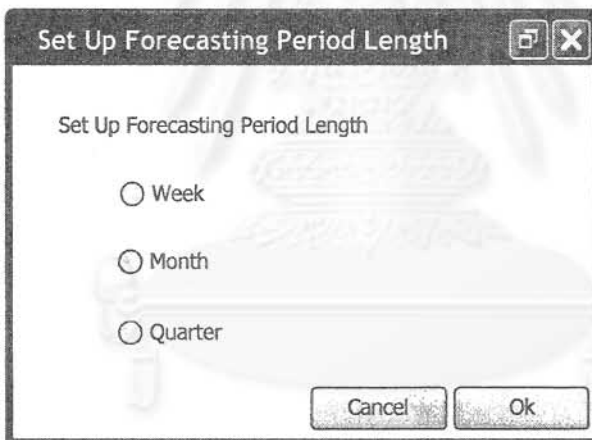 Set Up Forecasting Period Length
Set Up Forecasting Period Length
Week
Month
Quarter
Cancel
Ok